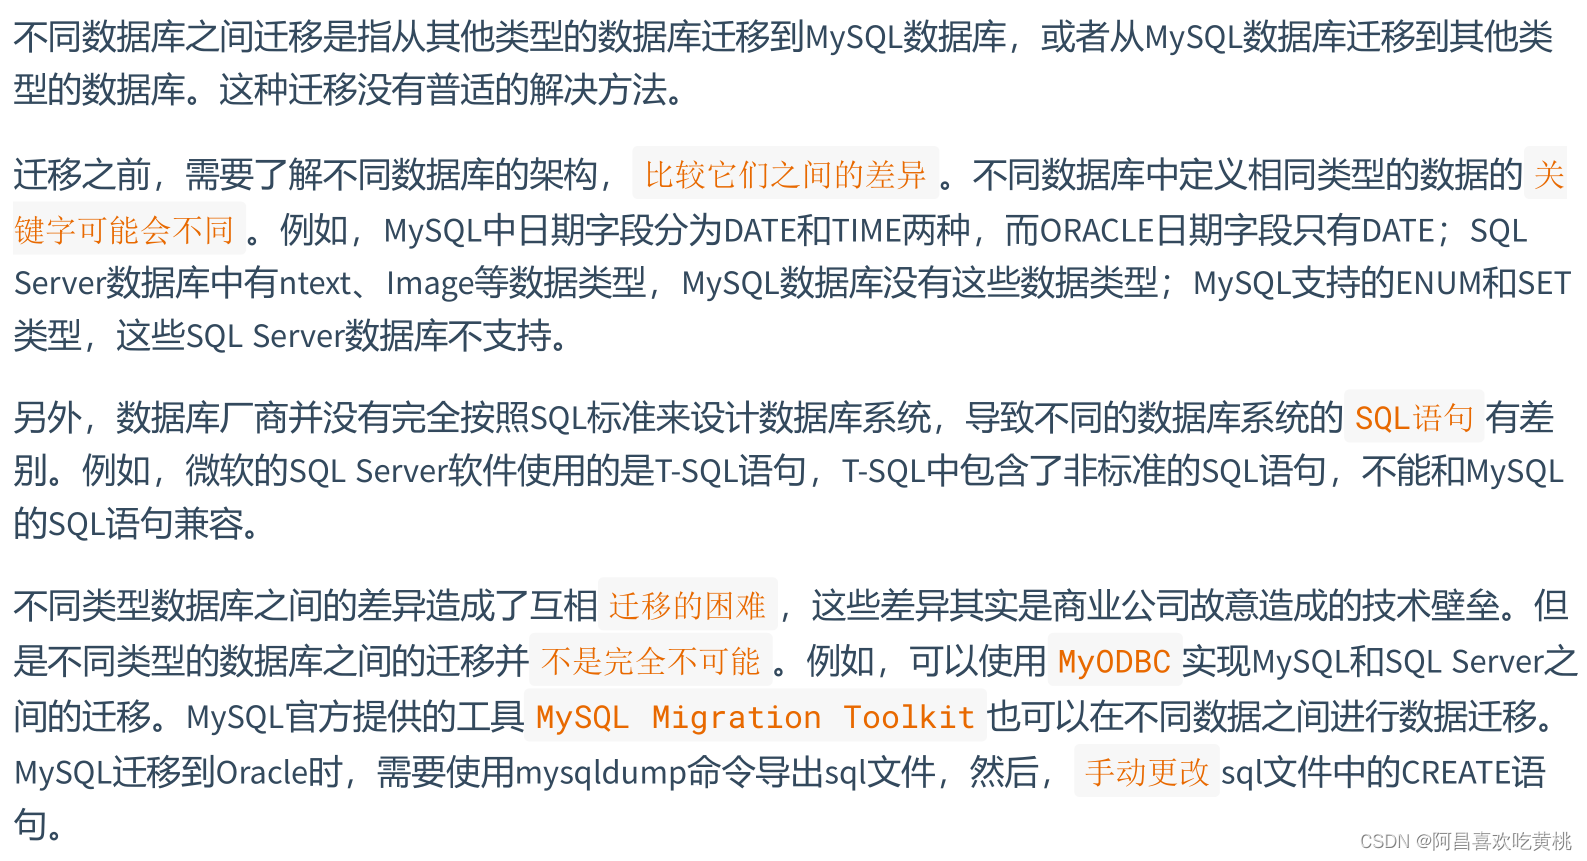 不同数据库之间迁移是指从其他类型的数据库迁移到MySQL数据库，或者从MySQL数据库迁移到其他类
型的数据库。这种迁移没有普适的解决方法。
迁移之前，需要了解不同数据库的架构，比较它们之间的差异。不同数据库中定义相同类型的数据的关
键字可能会不同。例如，MySQL中日期字段分为DATE和TIME两种，而ORACLE日期字段只有DATE；SQL
Server数据库中有ntext、Image等数据类型，MySQL数据库没有这些数据类型；MySQL支持的ENUM和SET
类型，这些SQL Server数据库不支持。
另外，数据库厂商并没有完全按照SQL标准来设计数据库系统，导致不同的数据库系统的SQL语句有差
别。例如，微软的SQL Server软件使用的是T-SQL语句，T-SQL中包含了非标准的SQL语句，不能和MySQL
的SQL语句兼容。
不同类型数据库之间的差异造成了互相迁移的困难，这些差异其实是商业公司故意造成的技术壁垒。但
是不同类型的数据库之间的迁移并不是完全不可能。例如，可以使用MyODBC实现MySQL和SQL Server之
间的迁移。MySQL官方提供的工具MySQL Migration Toolkit也可以在不同数据之间进行数据迁移。
MySQL迁移到Oracle时，需要使用mysqldump命令导出sql文件，然后，手动更改sql文件中的CREATE语
句。
CSDN @阿昌喜欢吃黄桃